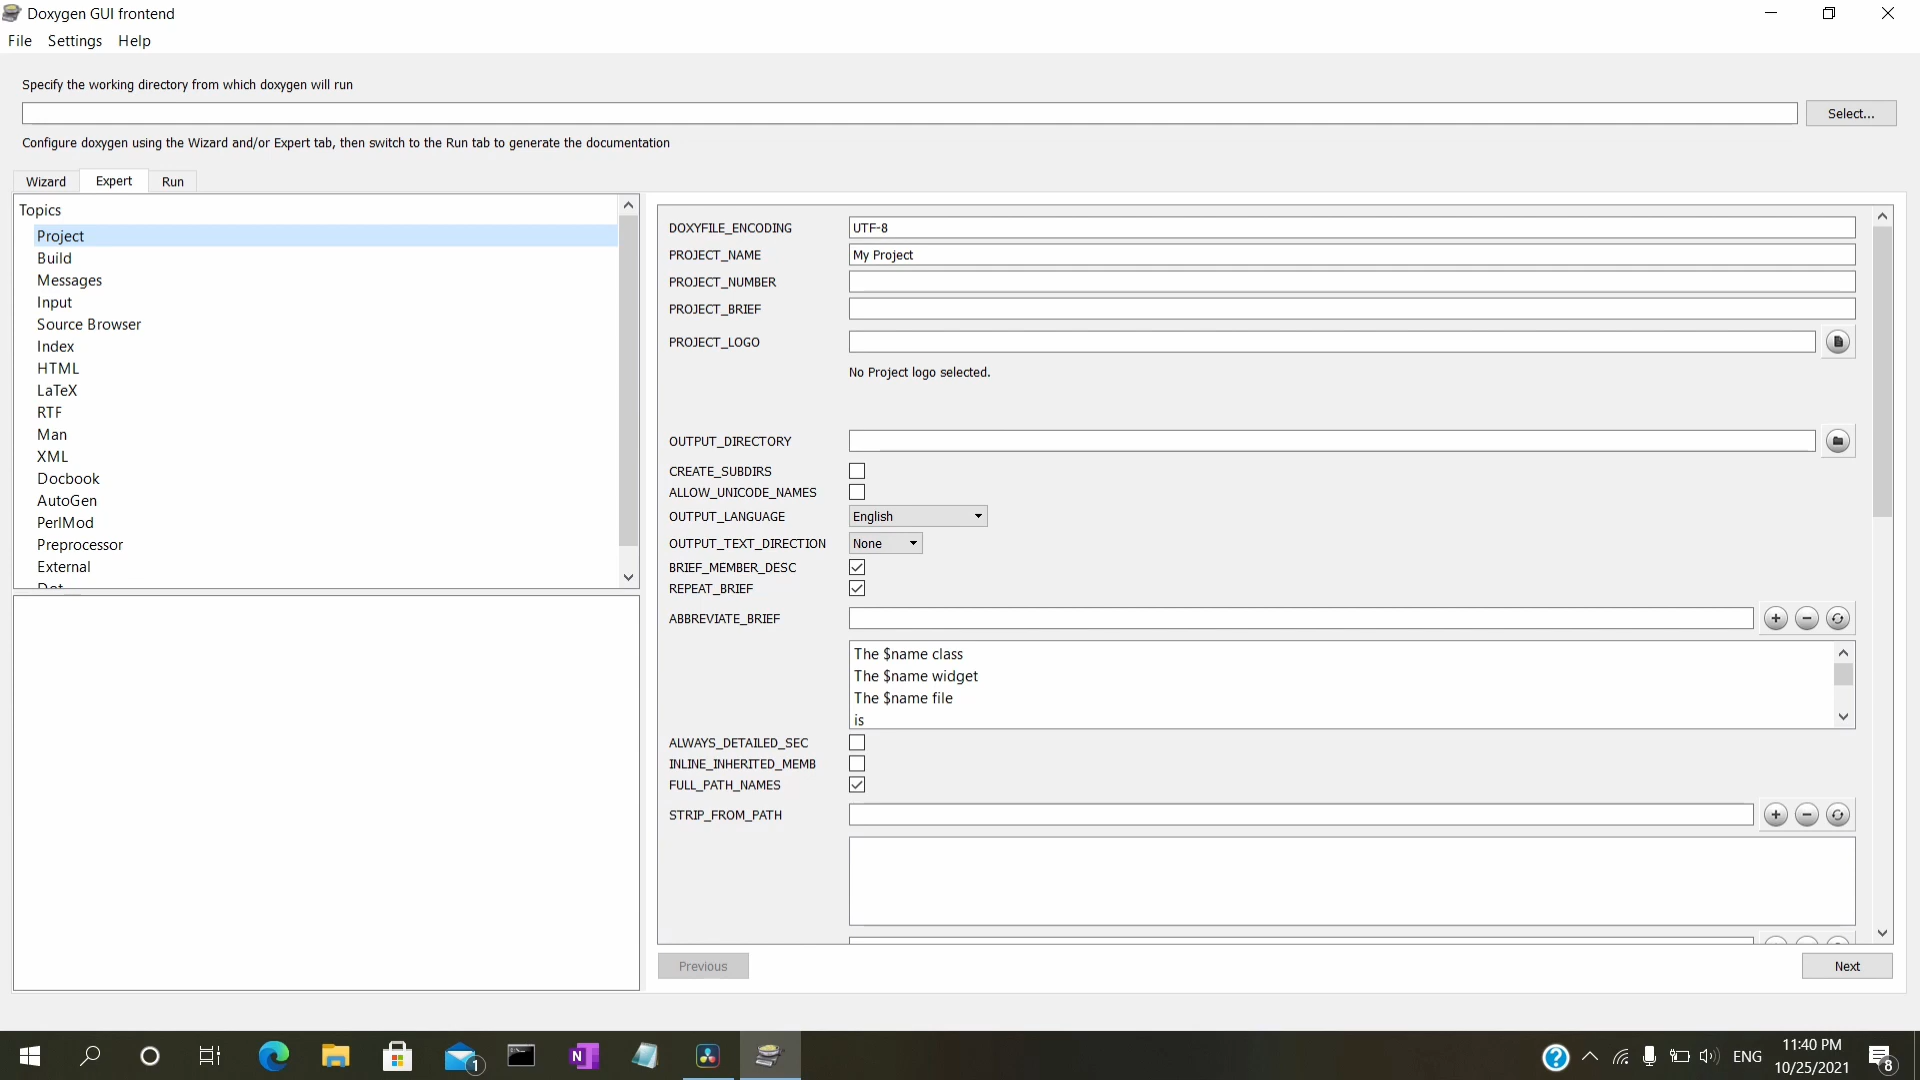 Doxygen GUI frontend
File Settings Help
Specify the working directory from which doxygen will run
Select...
Configure doxygen using the Wizard and/or Expert tab, then switch to the Run tab to generate the documentation
Wizard Expert Run
Topics
Project
Build
Messages
Input
Source Browser
Index
HTML
LaTeX
RTF
Man
XML
Docbook
AutoGen
PerlMod
Preprocessor
External
DOXYFILE_ENCODING UTF-8
PROJECT_NAME My Project
PROJECT_NUMBER
PROJECT_BRIEF
PROJECT_LOGO
No Project logo selected.
OUTPUT_DIRECTORY
CREATE_SUBDIRS
ALLOW_UNICODE_NAMES
OUTPUT_LANGUAGE English
OUTPUT_TEXT_DIRECTION None
BRIEF_MEMBER_DESC
REPEAT_BRIEF
ABBREVIATE_BRIEF
The $name class
The $name widget
The $name file
is
ALWAYS_DETAILED_SEC
INLINE_INHERITED_MEMB
FULL_PATH_NAMES
STRIP_FROM_PATH
Previous Next
1
N
ENG
11:40 PM
10/25/2021
8